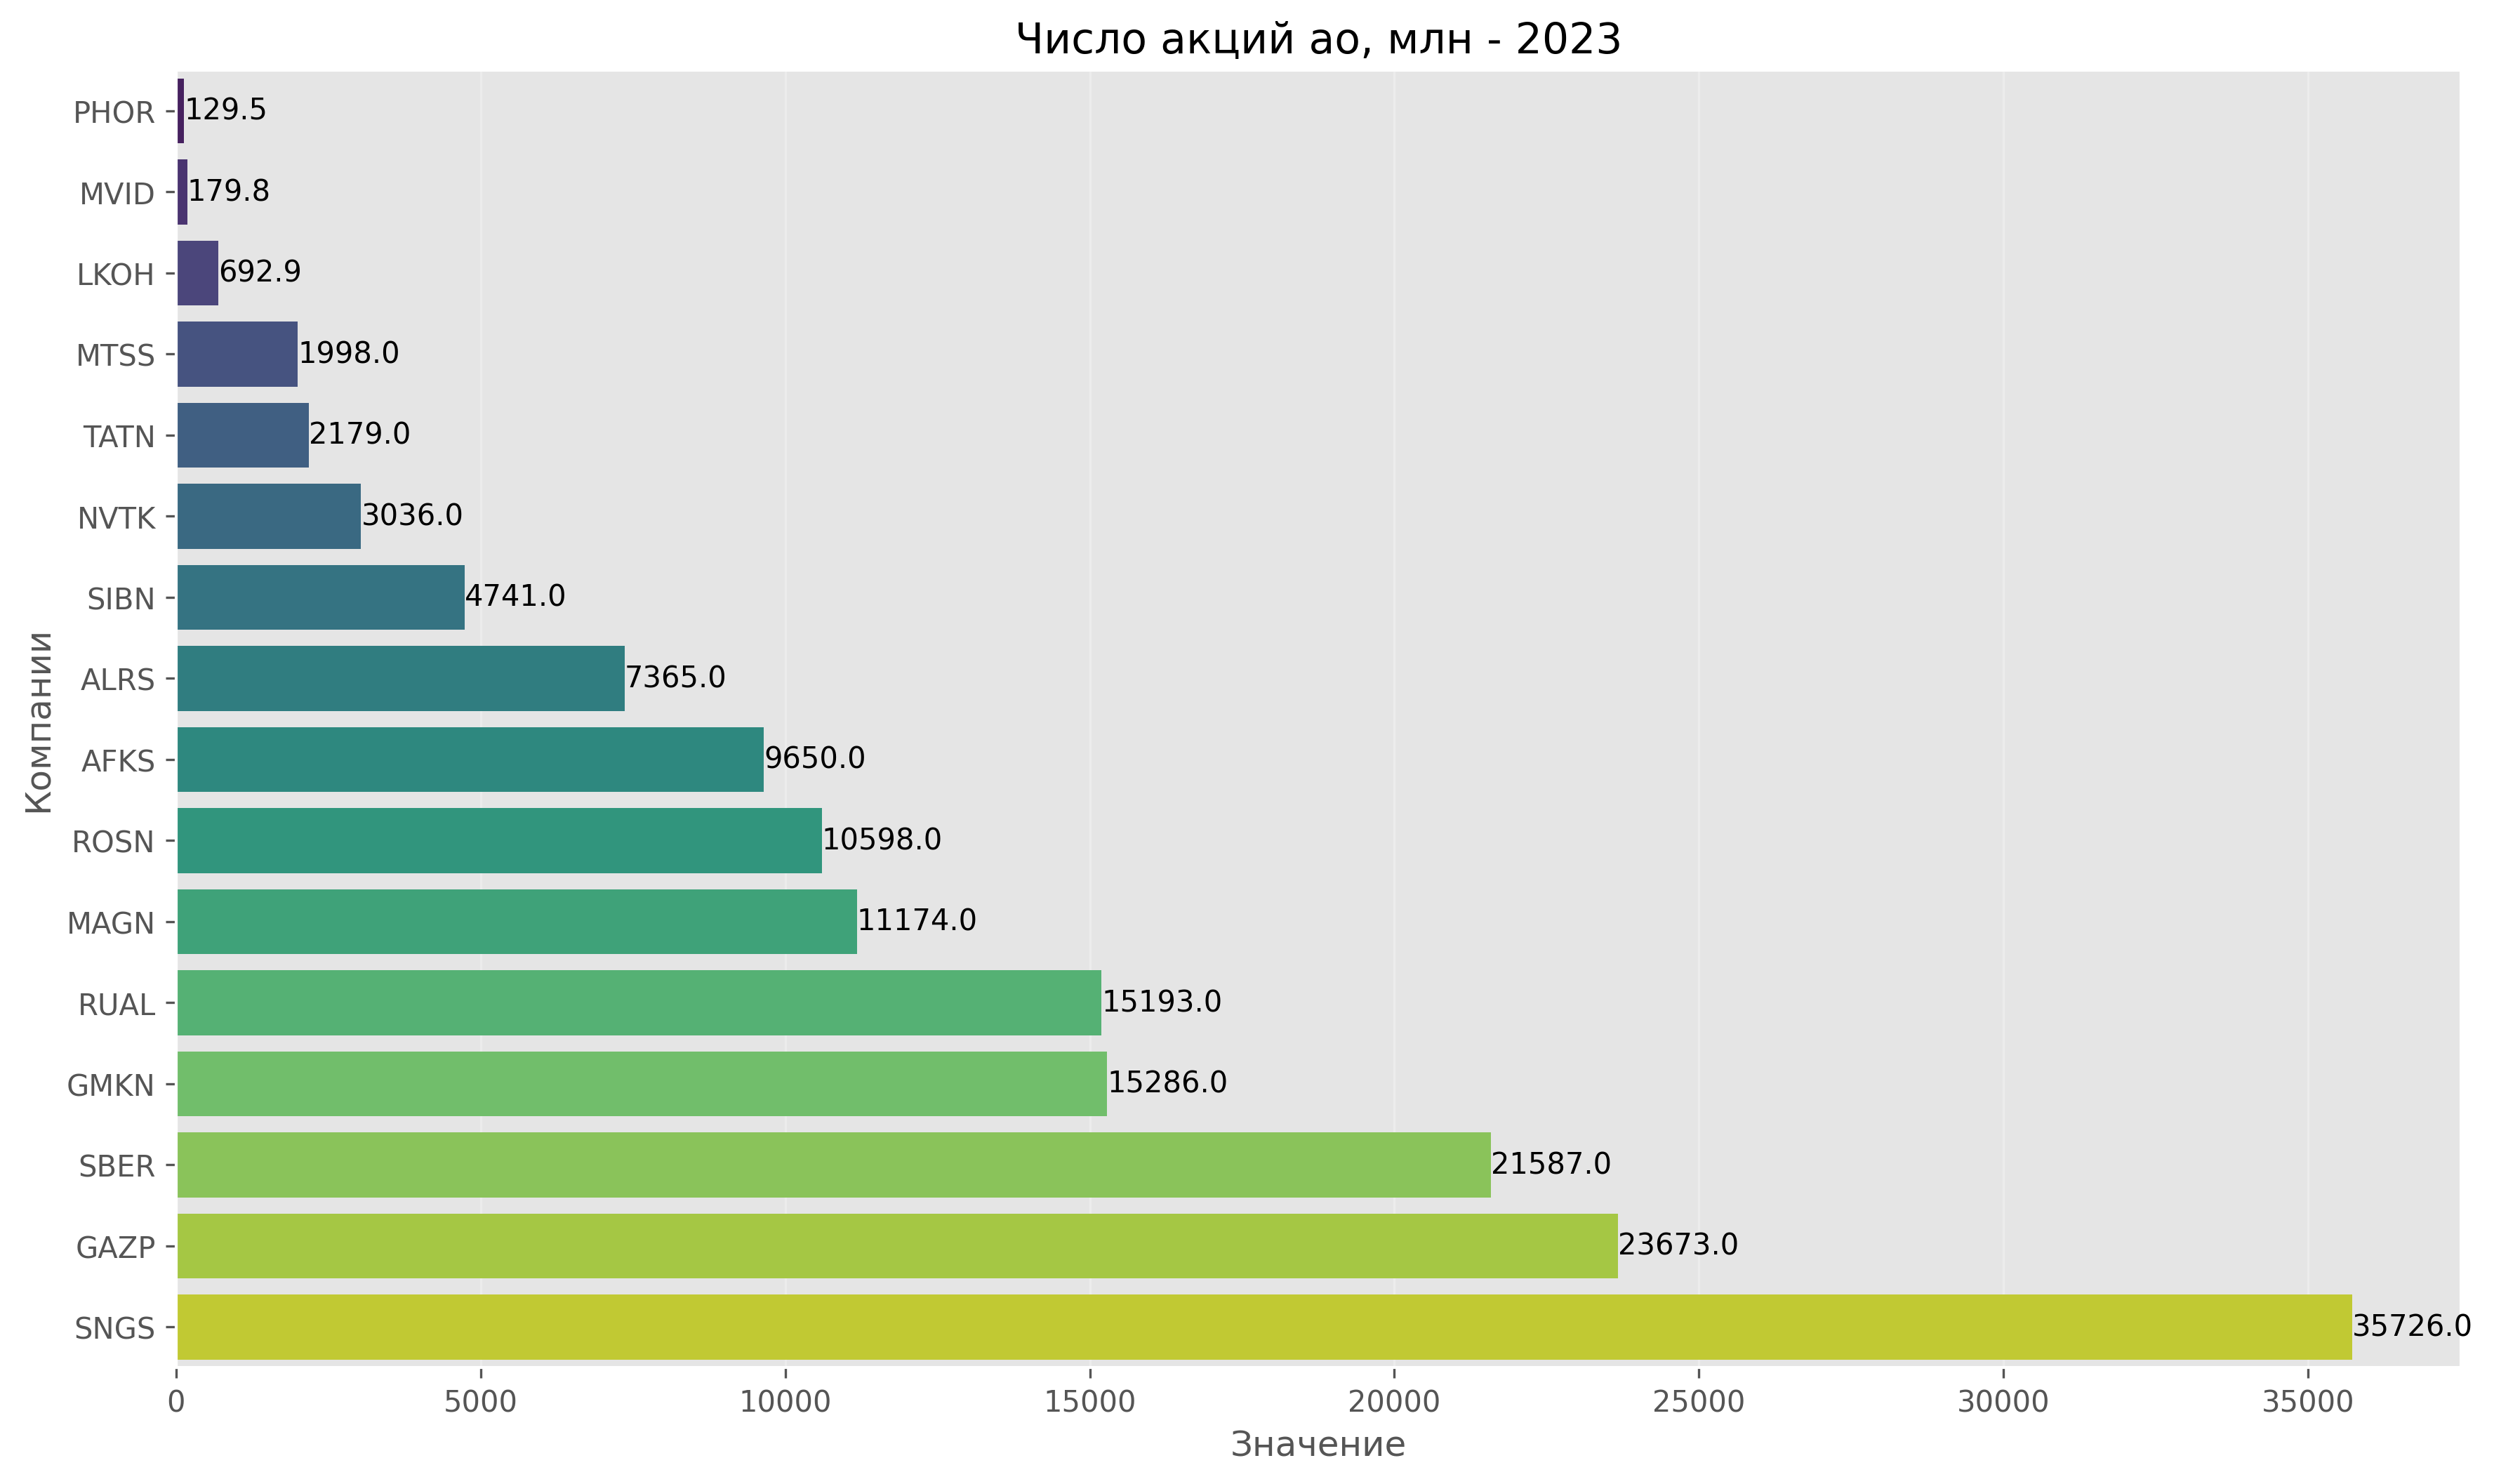 Число акций ао, млн - 2023
Компании
PHOR 129.5
MVID 179.8
LKOH 692.9
MTSS 1998.0
TATN 2179.0
NVTK 3036.0
SIBN 4741.0
ALRS 7365.0
AFKS 9650.0
ROSN 10598.0
MAGN 11174.0
RUAL 15193.0
GMKN 15286.0
SBER 21587.0
GAZP 23673.0
SNGS 35726.0
0 5000 10000 15000 20000 25000 30000 35000
Значение